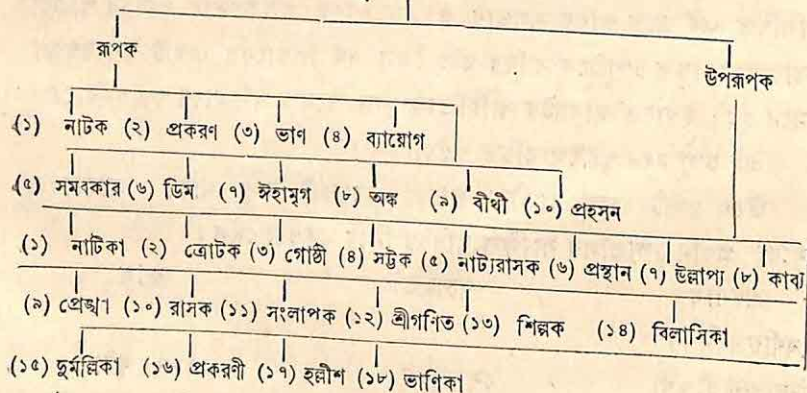 রূপক
উপরূপক
(১) নাটক (২) প্রকরণ (৩) ভাণ (৪) ব্যায়োগ
(৫) সমবকার (৬) ডিম (৭) ঈহামৃগ (৮) অঙ্ক (৯) বীথী (১০) প্রহসন
(১) নাটিকা (২) ত্রোটক (৩) গোষ্ঠী (৪) সট্টক (৫) নাট্যরাসক (৬) প্রস্থান (৭) উল্লাপ্য (৮) কাব্য
(৯) প্রেঙ্খা (১০) রাসক (১১) সংলাপক (১২) শ্রীগণিত (১৩) শিল্পক (১৪) বিলাসিকা
(১৫) দুর্মল্লিকা (১৬) প্রকরণী (১৭) হল্লীশ (১৮) ভাণিকা